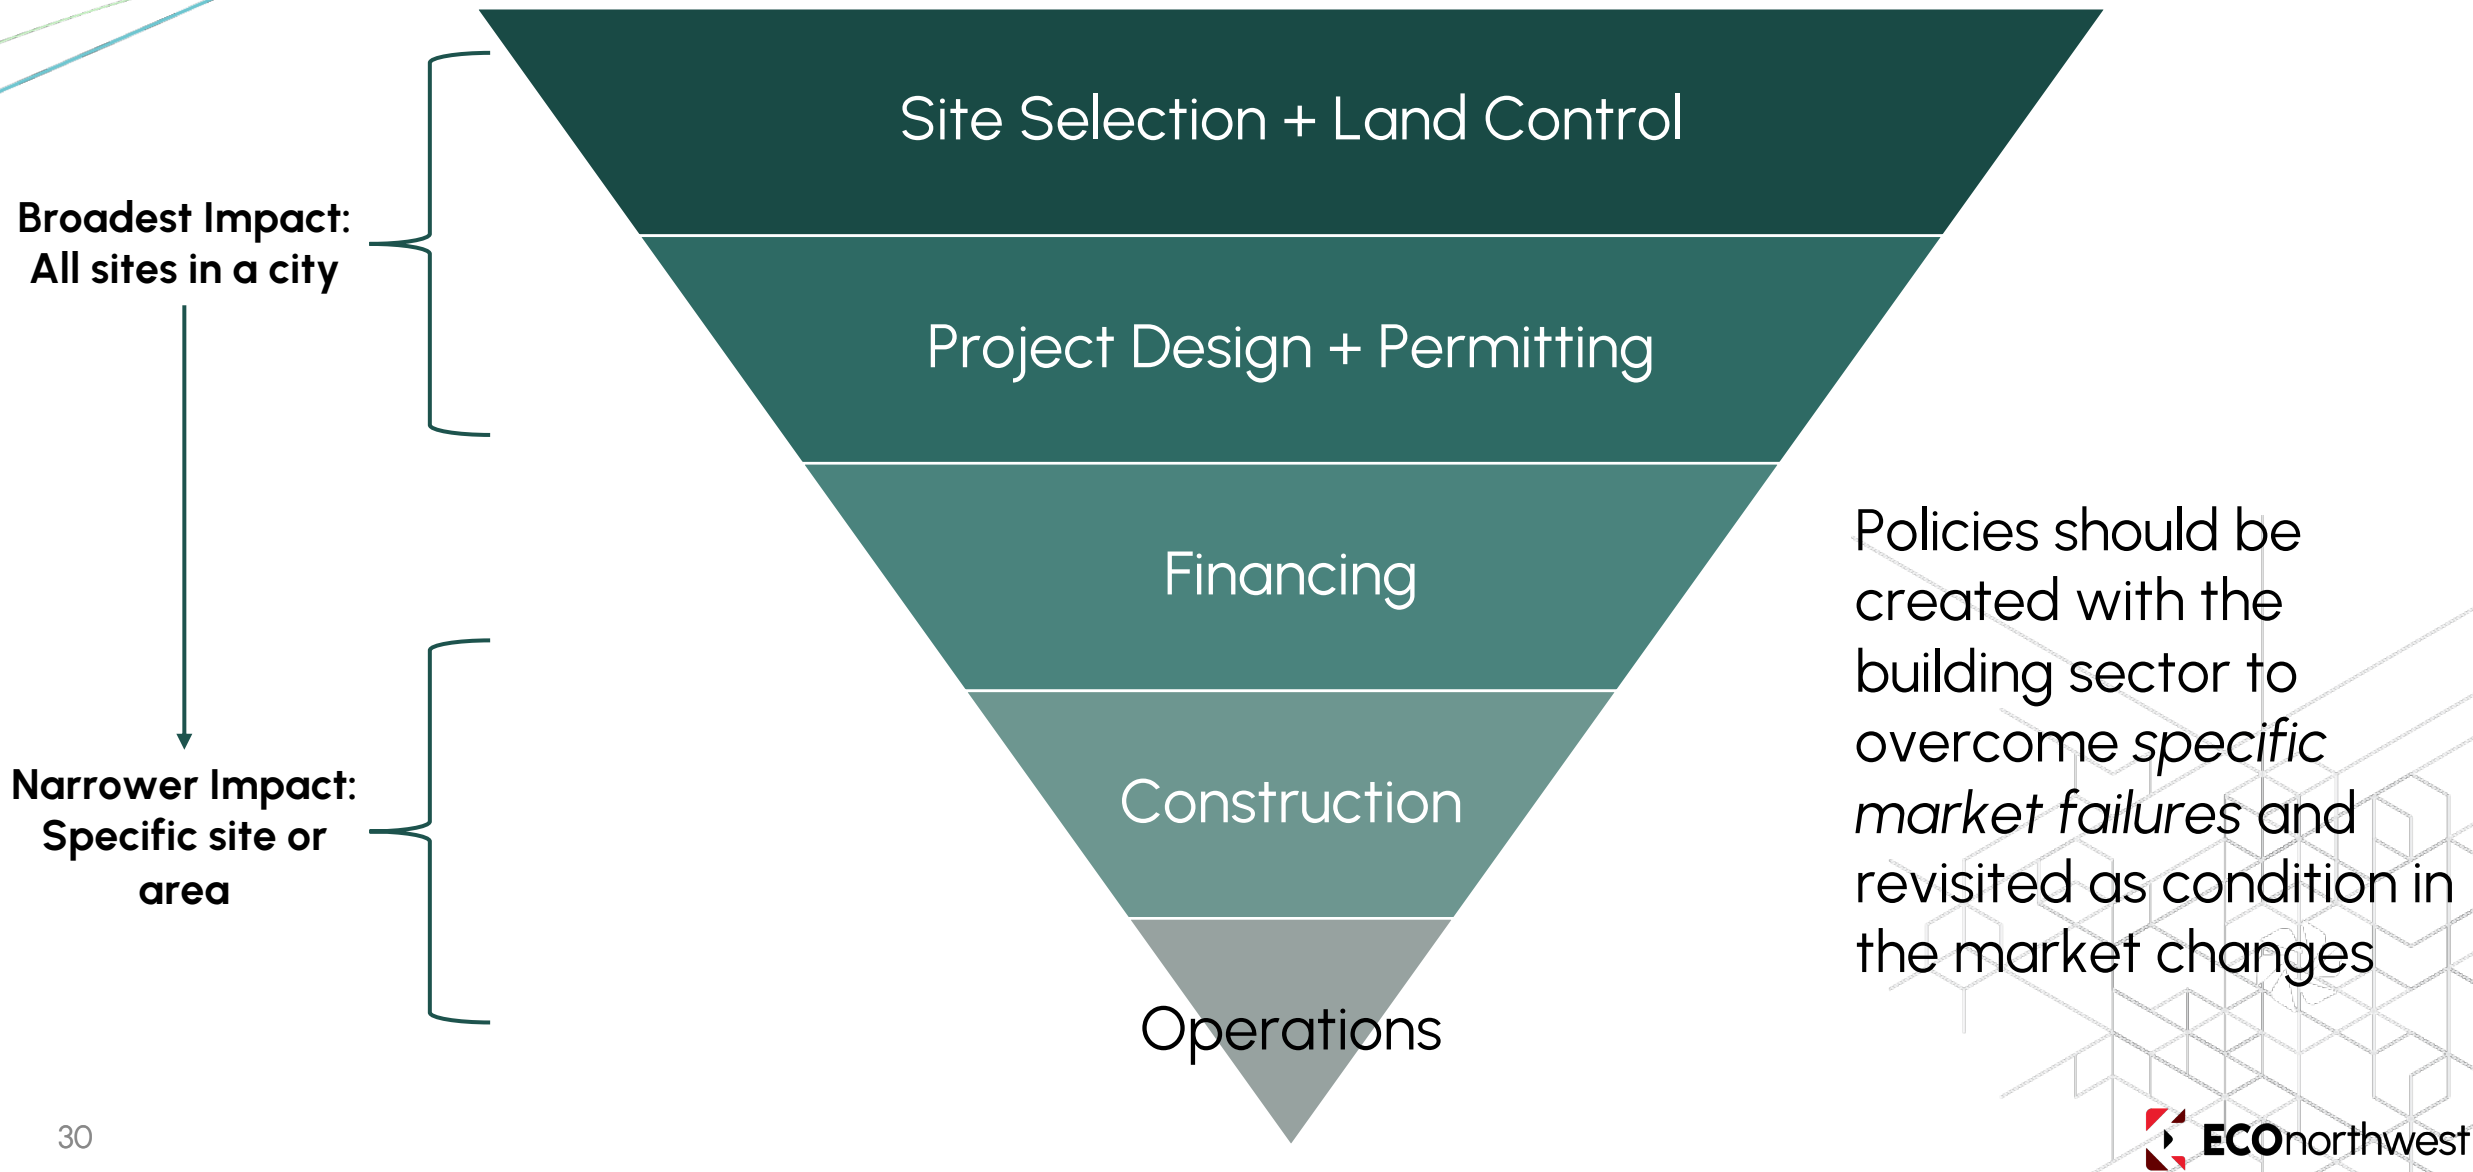 Site Selection + Land Control
Broadest Impact:
All sites in a city
Project Design + Permitting
Financing
Policies should be
created with the
building sector to
overcome specific
market failures and
revisited as condition in
the market changes
Narrower Impact:
Specific site or
area
Construction
Operations
30
ECOnorthwest